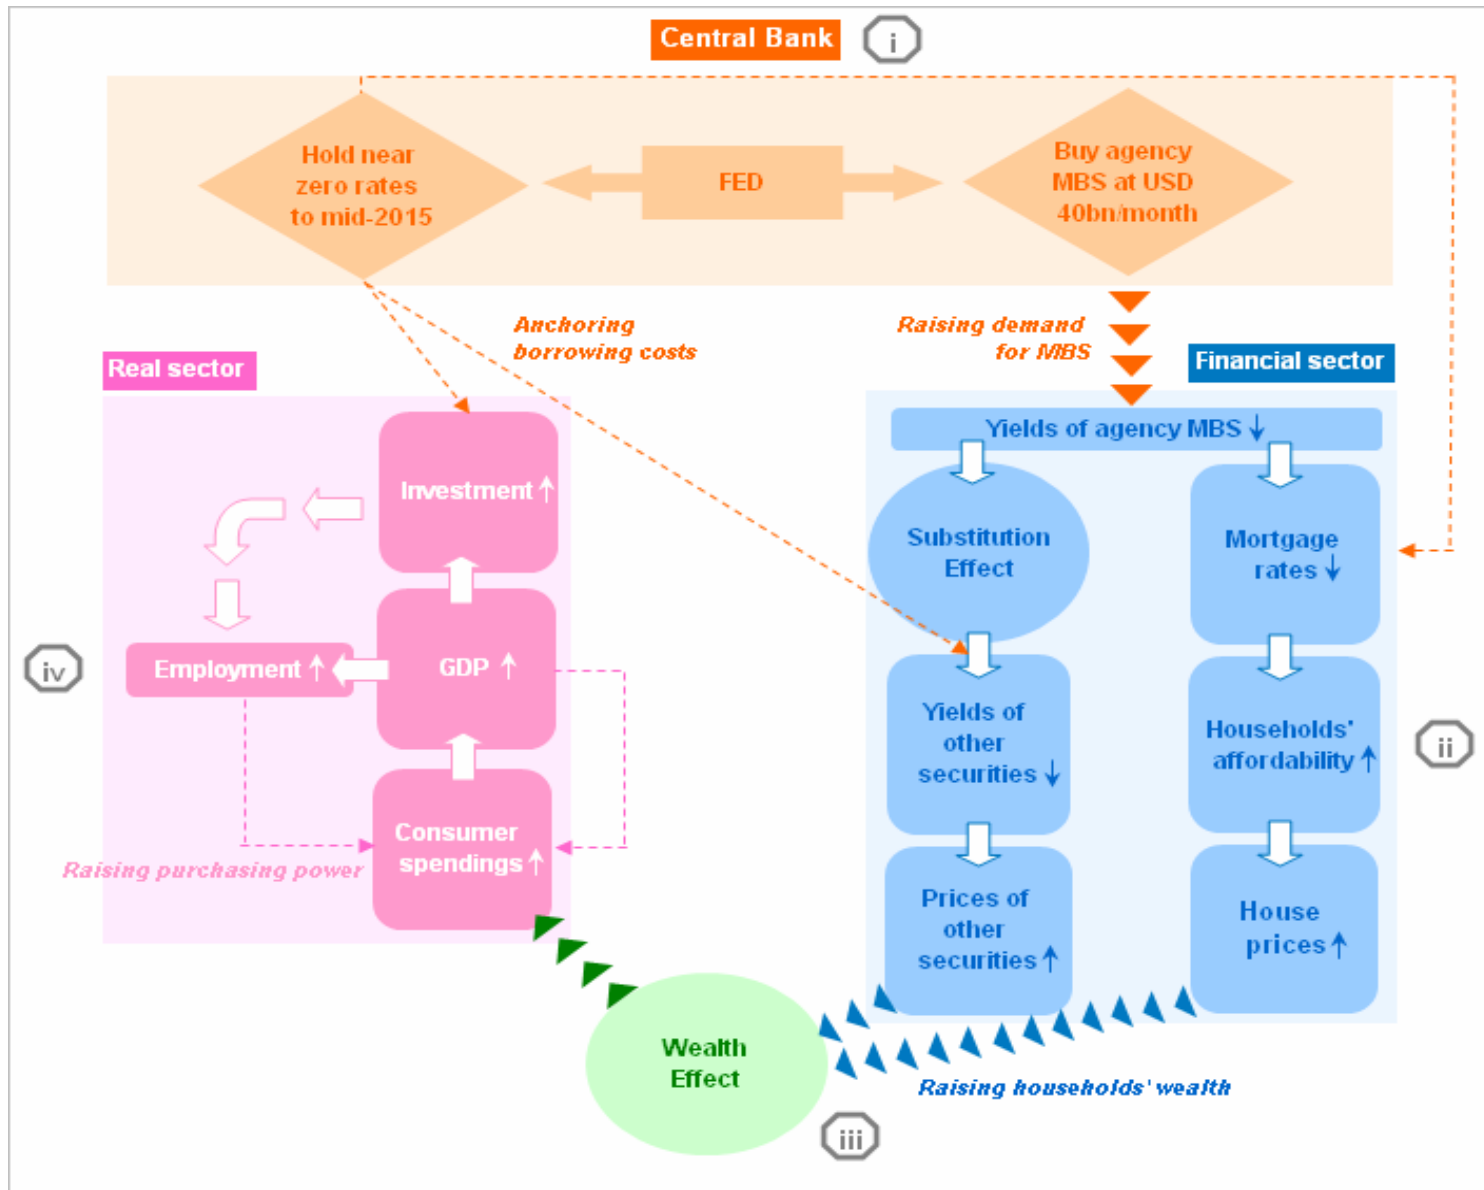 Central Bank
i
Hold near
zero rates
to mid-2015
FED
Buy agency
MBS at USD
40bn/month
Anchoring
borrowing costs
Raising demand
for MBS
Real sector
Financial sector
Yields of agency MBS ↓
Investment ↑
Substitution
Effect
Mortgage
rates ↓
iv
Employment ↑
GDP ↑
Yields of
other
securities ↓
Households'
affordability ↑
ii
Consumer
spendings ↑
Raising purchasing power
Prices of
other
securities ↑
House
prices ↑
Wealth
Effect
Raising households' wealth
iii